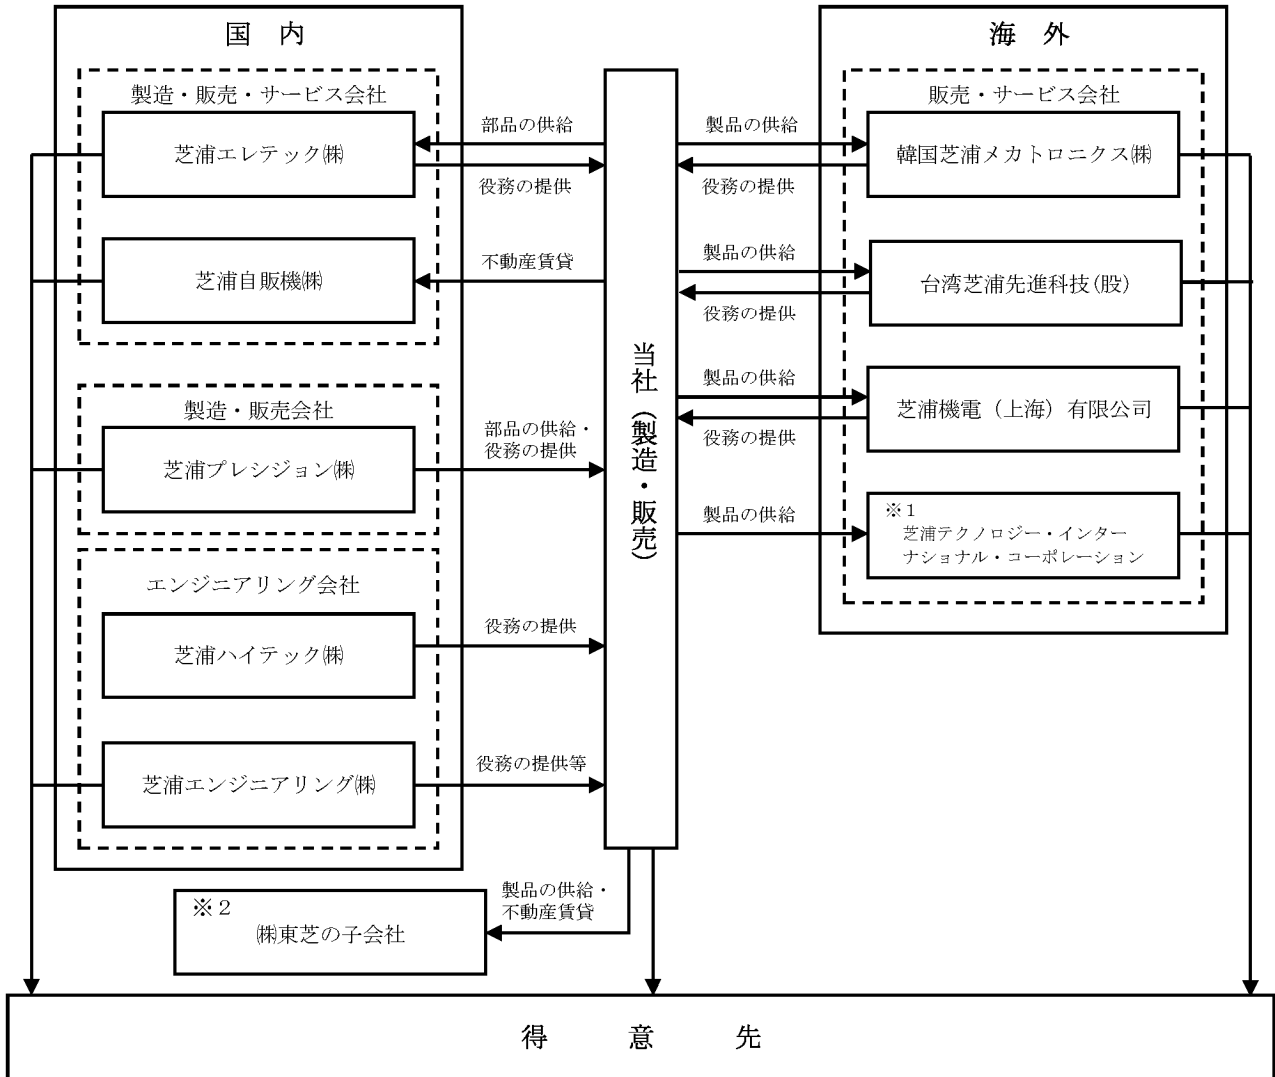 国　内
製造・販売・サービス会社
芝浦エレテック㈱
芝浦自販機㈱
製造・販売会社
芝浦プレシジョン㈱
エンジニアリング会社
芝浦ハイテック㈱
芝浦エンジニアリング㈱
部品の供給
役務の提供
不動産賃貸
部品の供給・
役務の提供
役務の提供
役務の提供等
当社（製造・販売）
製品の供給
役務の提供
製品の供給
役務の提供
製品の供給
役務の提供
製品の供給
海　外
販売・サービス会社
韓国芝浦メカトロニクス㈱
台湾芝浦先進科技(股)
芝浦機電（上海）有限公司
※1
芝浦テクノロジー・インター
ナショナル・コーポレーション
製品の供給・
不動産賃貸
※2
㈱東芝の子会社
得　意　先